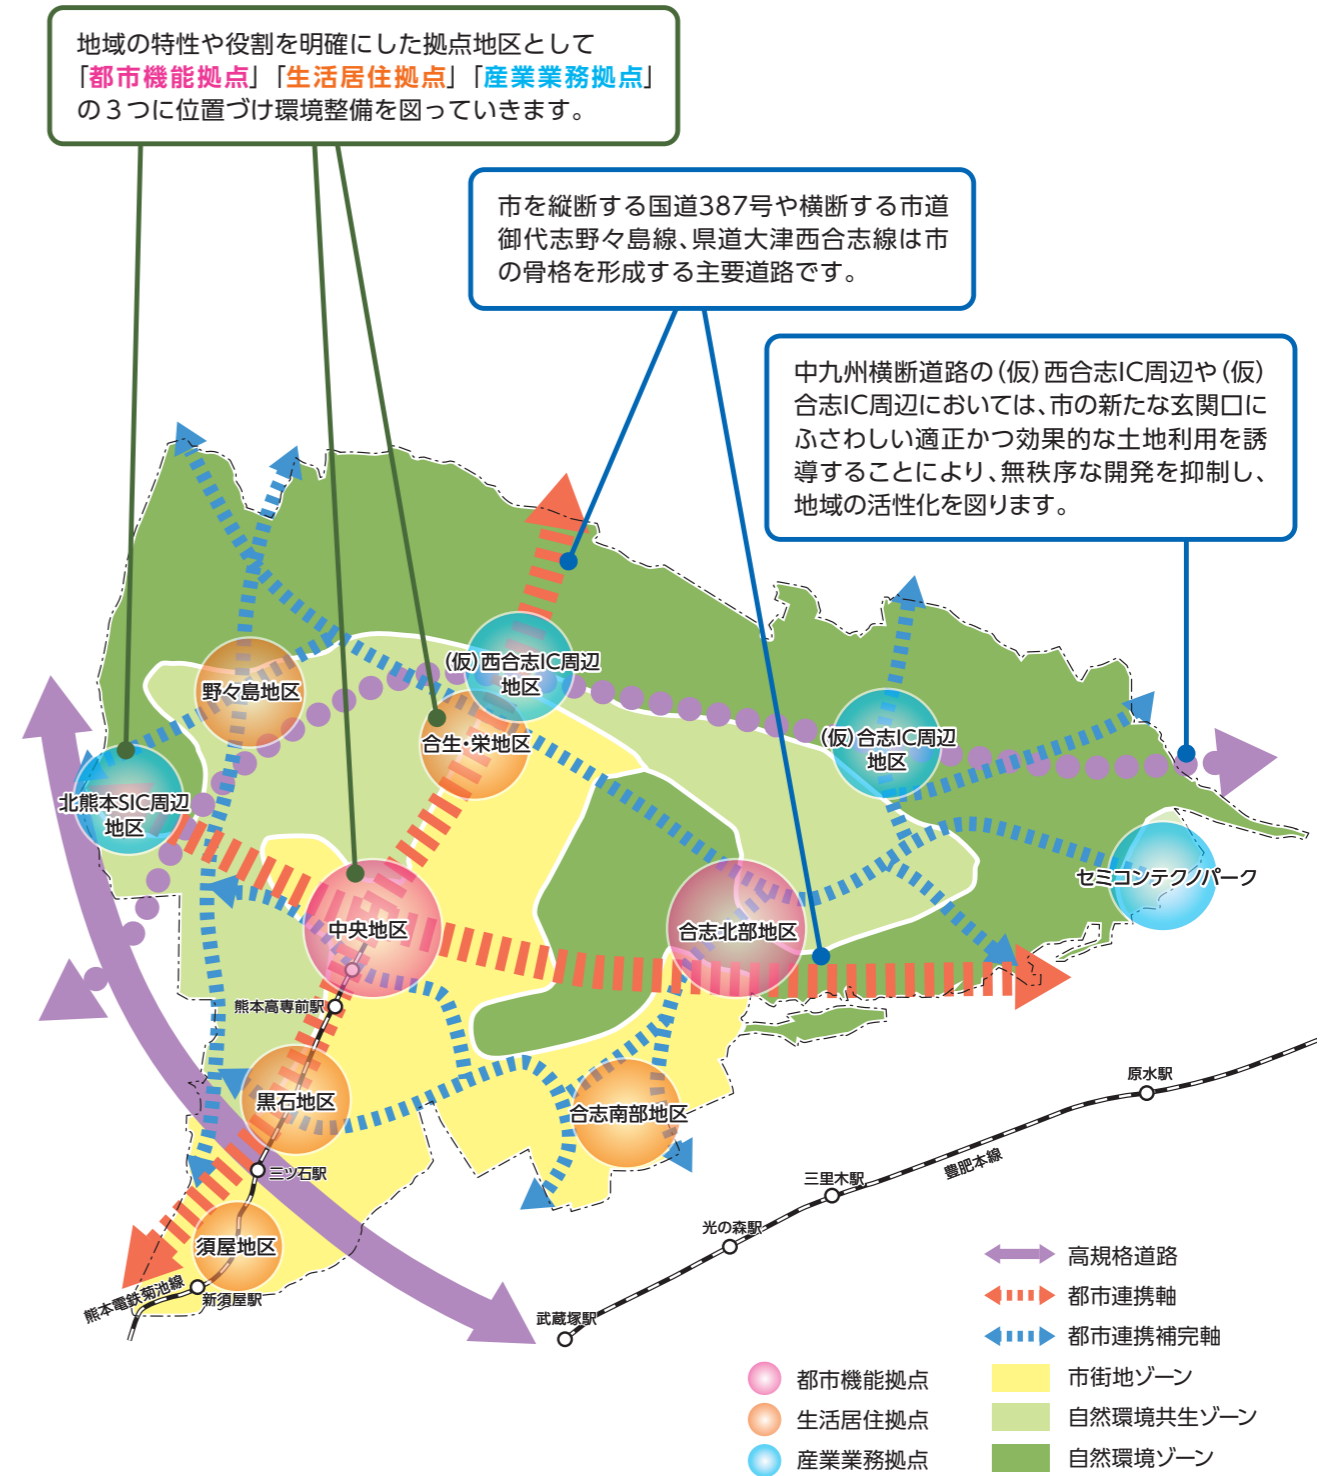 地域の特性や役割を明確にした拠点地区として
「都市機能拠点」「生活居住拠点」「産業業務拠点」
の３つに位置づけ環境整備を図っていきます。
市を縦断する国道387号や横断する市道
御代志野々島線、県道大津西合志線は市
の骨格を形成する主要道路です。
中九州横断道路の（仮）西合志IC周辺や（仮）
合志IC周辺においては、市の新たな玄関口に
ふさわしい適正かつ効果的な土地利用を誘
導することにより、無秩序な開発を抑制し、
地域の活性化を図ります。
（仮）西合志IC周辺
地区
野々島地区
合生・栄地区
（仮）合志IC周辺
地区
北熊本SIC周辺
地区
セミコンテクノパーク
中央地区
合志北部地区
熊本高専前駅
黒石地区
合志南部地区
原水駅
三ツ石駅
豊肥本線
三里木駅
須屋地区
光の森駅
熊本電鉄菊池線
新須屋駅
武蔵塚駅
高規格道路
都市連携軸
都市連携補完軸
都市機能拠点
市街地ゾーン
生活居住拠点
自然環境共生ゾーン
産業業務拠点
自然環境ゾーン